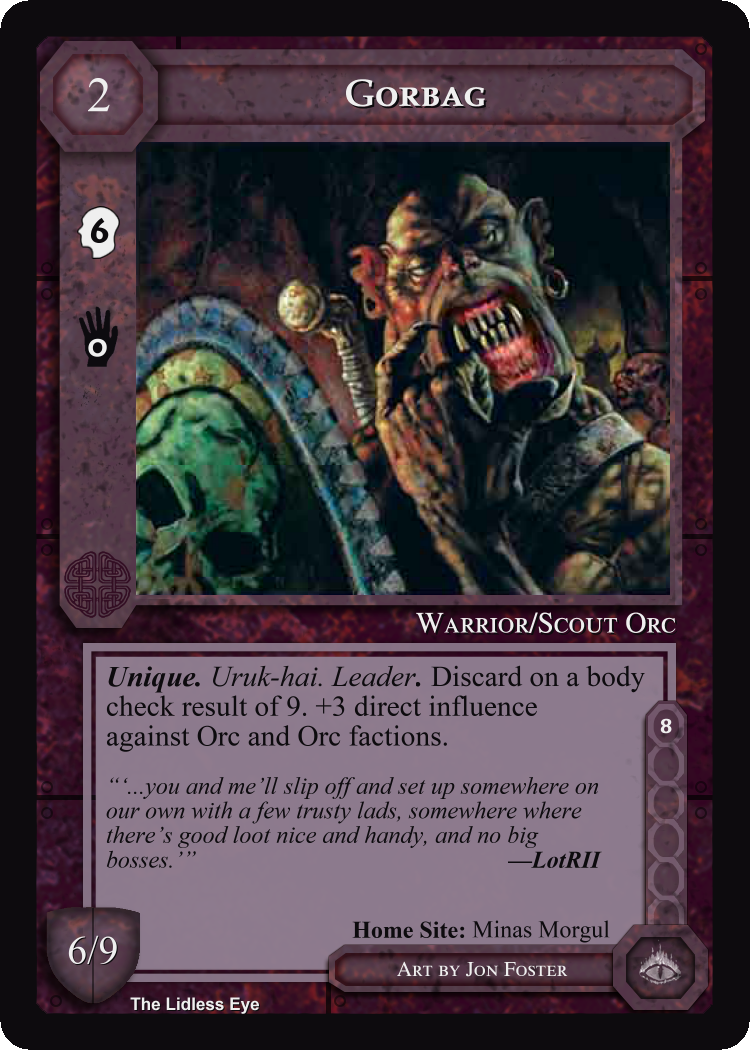 2
Gorbag
6
0
Warrior/Scout Orc
Unique. Uruk-hai. Leader. Discard on a body
check result of 9. +3 direct influence
against Orc and Orc factions.
8
“‘...you and me’ll slip off and set up somewhere on
our own with a few trusty lads, somewhere where
there’s good loot nice and handy, and no big
bosses.’” —LotRII
Home Site: Minas Morgul
6/9
Art by Jon Foster
The Lidless Eye